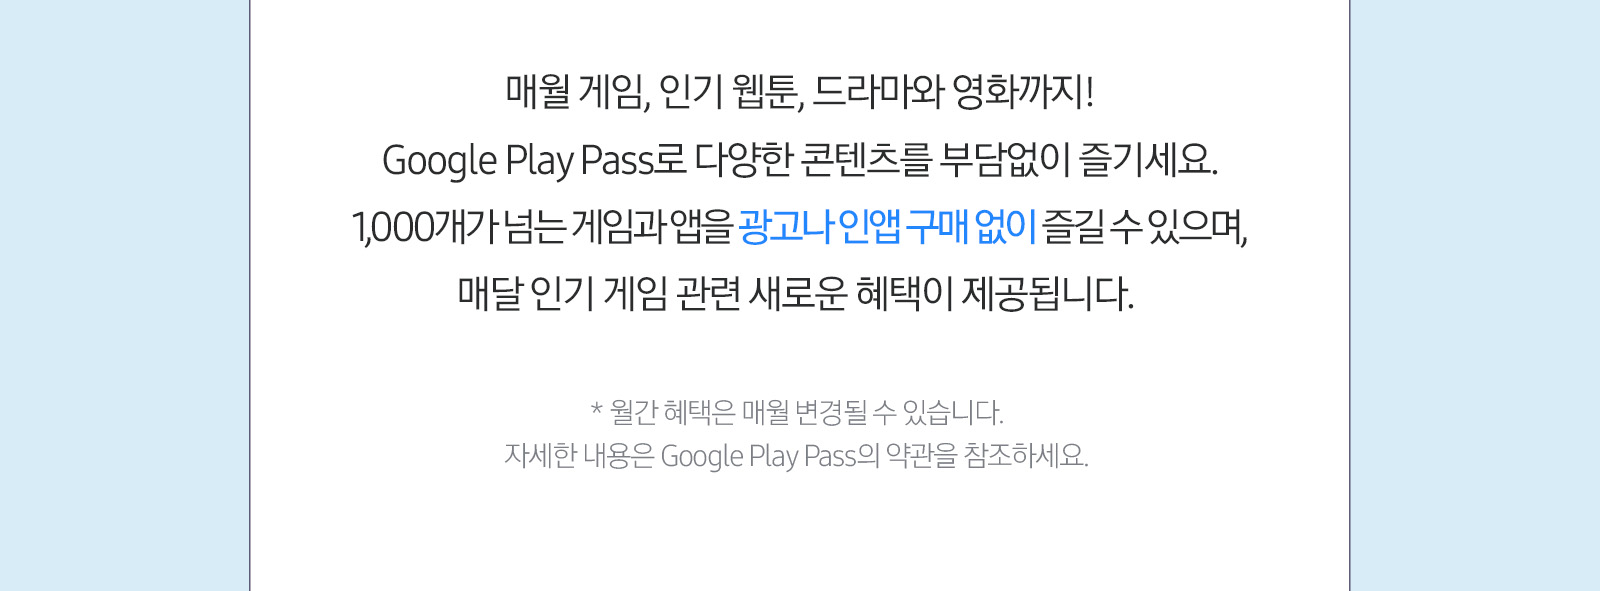 매월 게임, 인기 웹툰, 드라마와 영화까지!
Google Play Pass로 다양한 콘텐츠를 부담없이 즐기세요.
1,000개가 넘는 게임과 앱을 광고나 인앱 구매 없이 즐길 수 있으며,
매달 인기 게임 관련 새로운 혜택이 제공됩니다.
* 월간 혜택은 매월 변경될 수 있습니다.
자세한 내용은 Google Play Pass의 약관을 참조하세요.